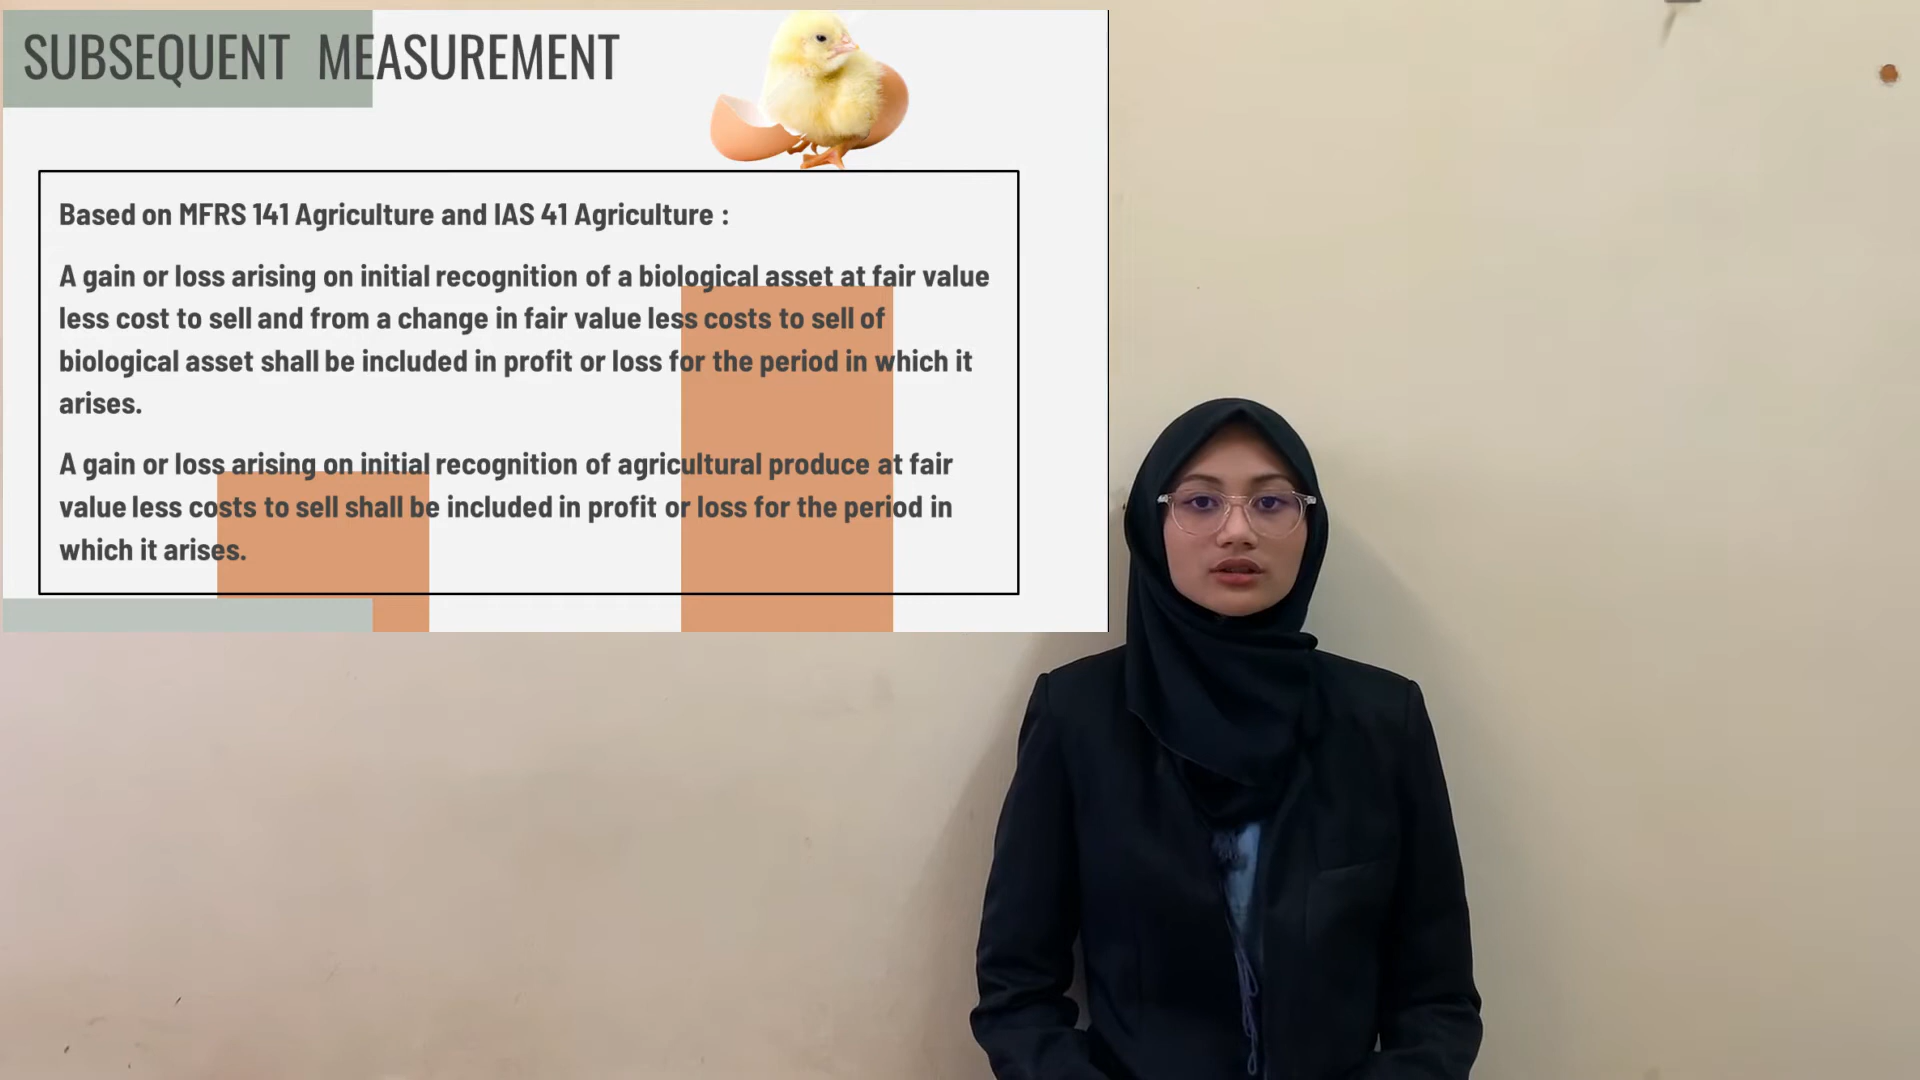 SUBSEQUENT MEASUREMENT
Based on MFRS 141 Agriculture and IAS 41 Agriculture :
A gain or loss arising on initial recognition of a biological asset at fair value
less cost to sell and from a change in fair value less costs to sell of
biological asset shall be included in profit or loss for the period in which it
arises.
A gain or loss arising on initial recognition of agricultural produce at fair
value less costs to sell shall be included in profit or loss for the period in
which it arises.